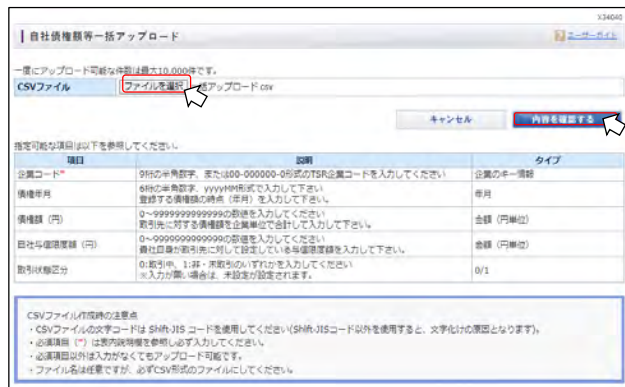 X34040
自社債権額等一括アップロード
ユーザーガイド
一度にアップロード可能な件数は最大10,000件です。
CSVファイル ファイルを選択 括アップロード.csv
キャンセル 内容を確認する
指定可能な項目は以下を参照してください。
項目 説明 タイプ
企業コード* 9桁の半角数字、または00-000000-0形式のTSR企業コードを入力してください 企業のキー情報
債権年月 6桁の半角数字、yyyyMM形式で入力して下さい 年月
登録する債権額の時点（年月）を入力して下さい。
債権額（円） 0～9999999999999の数値を入力してください 金額（円単位）
取引先に対する債権額を企業単位で合計して入力して下さい。
自社与信限度額（円） 0～9999999999999の数値を入力してください 金額（円単位）
貴社自身が取引先に対して設定している与信限度額を入力して下さい。
取引状態区分 0:取引中、1:非・未取引のいずれかを入力してください 0/1
※入力が無い場合は、未設定が設定されます。
CSVファイル作成時の注意点
・CSVファイルの文字コードは Shift-JIS コードを使用してください(Shift-JISコード以外を使用すると、文字化けの原因となります)。
・必須項目（*）は表内説明欄を参照し必ず入力してください。
・必須項目以外は入力がなくてもアップロード可能です。
・ファイル名は任意ですが、必ずCSV形式のファイルにしてください。